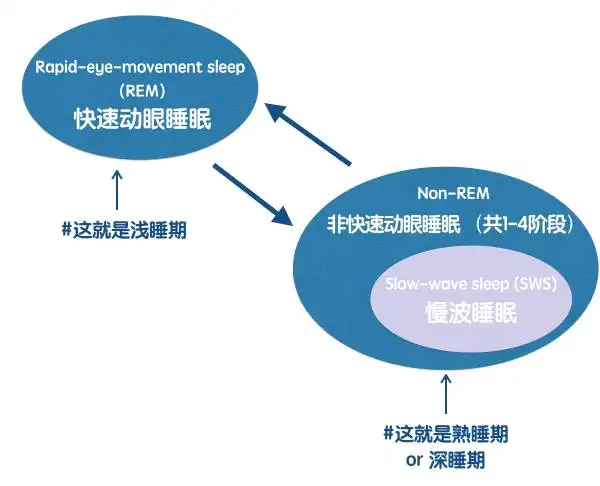 Rapid-eye-movement sleep
(REM)
快速动眼睡眠
#这就是浅睡期
Non-REM
非快速动眼睡眠 (共1-4阶段)
Slow-wave sleep (SWS)
慢波睡眠
#这就是熟睡期
or 深睡期